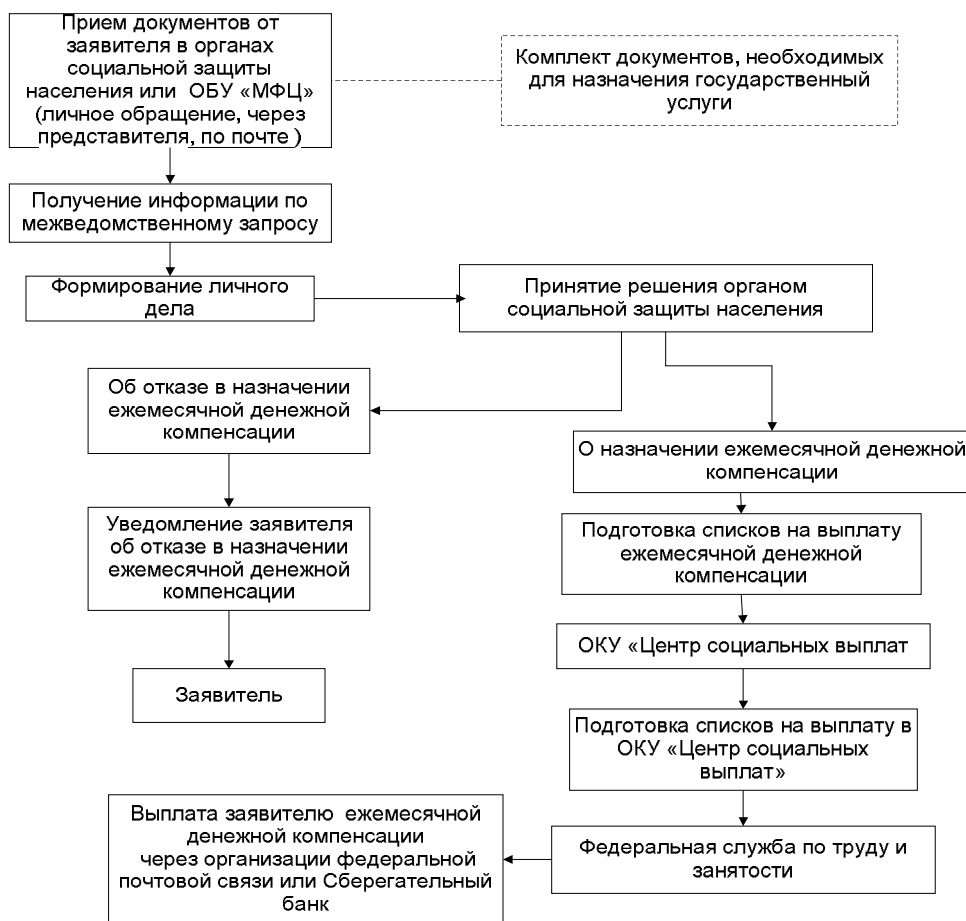 Прием документов от
заявителя в органах
социальной защиты
населения или ОБУ «МФЦ»
(личное обращение, через
представителя, по почте )
Комплект документов, необходимых
для назначения государственный
услуги
Получение информации по
межведомственному запросу
Формирование личного
дела
Принятие решения органом
социальной защиты населения
Об отказе в назначении
ежемесячной денежной
компенсации
О назначении ежемесячной денежной
компенсации
Уведомление заявителя
об отказе в назначении
ежемесячной денежной
компенсации
Подготовка списков на выплату
ежемесячной денежной
компенсации
ОКУ «Центр социальных выплат
Заявитель
Подготовка списков на выплату в
ОКУ «Центр социальных
выплат»
Выплата заявителю ежемесячной
денежной компенсации
через организации федеральной
почтовой связи или Сберегательный
банк
Федеральная служба по труду и
занятости